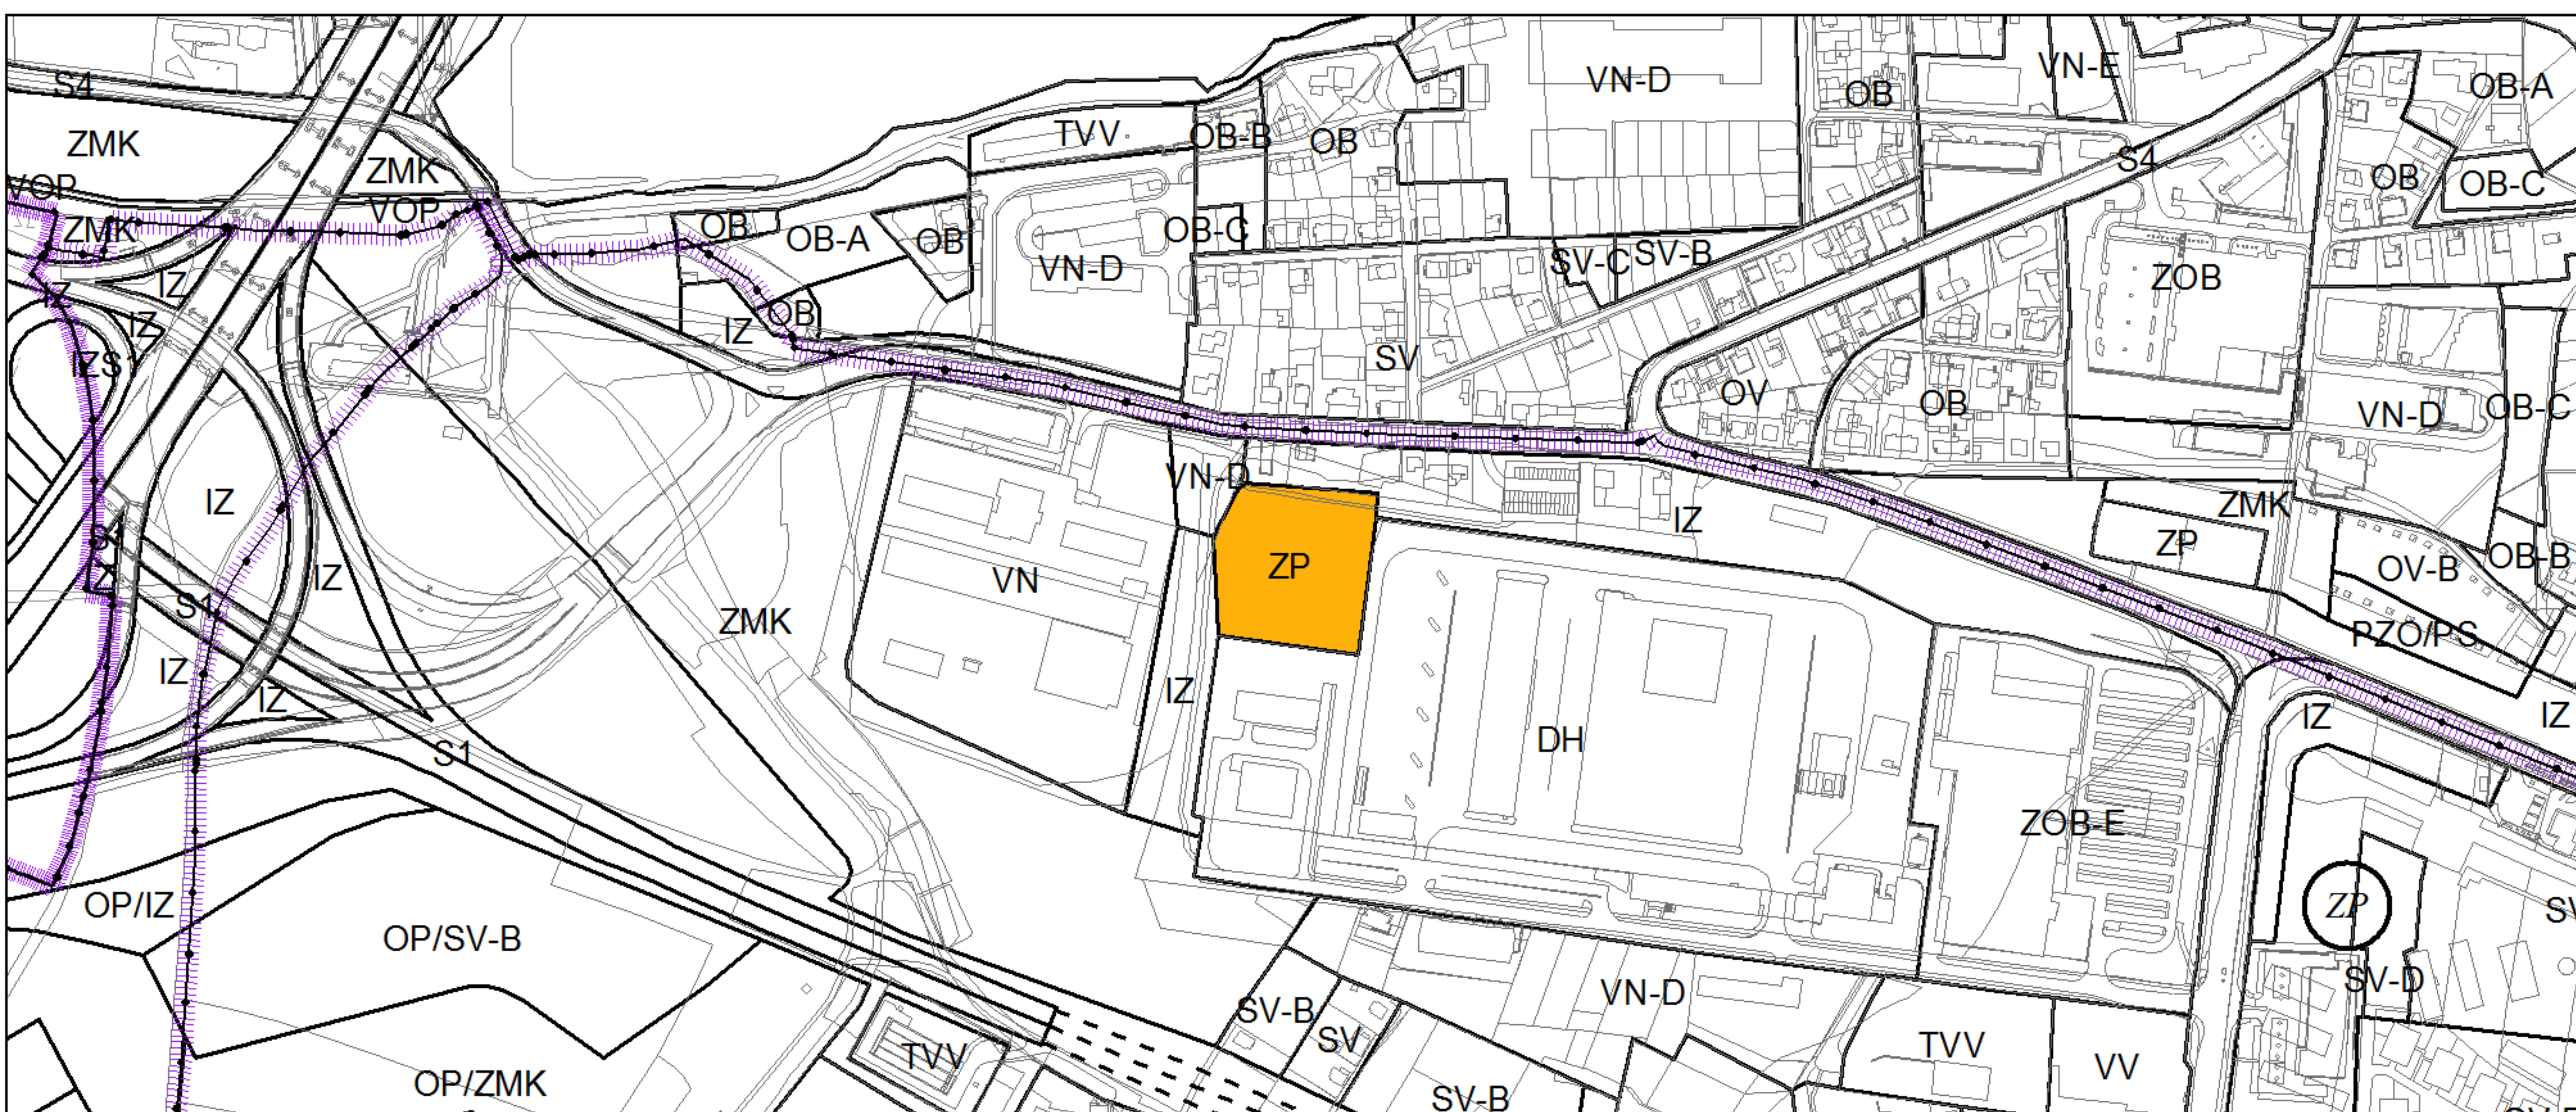 VN-D
VN-E
S4
OB
OB-A
TVV
OB-B
OB
ZMK
S4
ZMK
OB
OB-C
VOP
VOP
ZMK
OB
OB-A
OB
OB-C
VN-D
SV-C
SV-B
ZOB
IZ
IZ
OB
IZ
IZ
IZ
S1
SV
OV
OB
VN-D
OB-C
VN-D
IZ
IZ
ZMK
S1
ZP
ZP
OV-B
OB-B
VN
IZ
S1
ZMK
PZO/PS
IZ
IZ
IZ
IZ
IZ
S1
DH
ZOB-E
OP/IZ
ZP
OP/SV-B
SV-D
VN-D
SV-B
SV
TVV
TVV
VV
OP/ZMK
SV-B